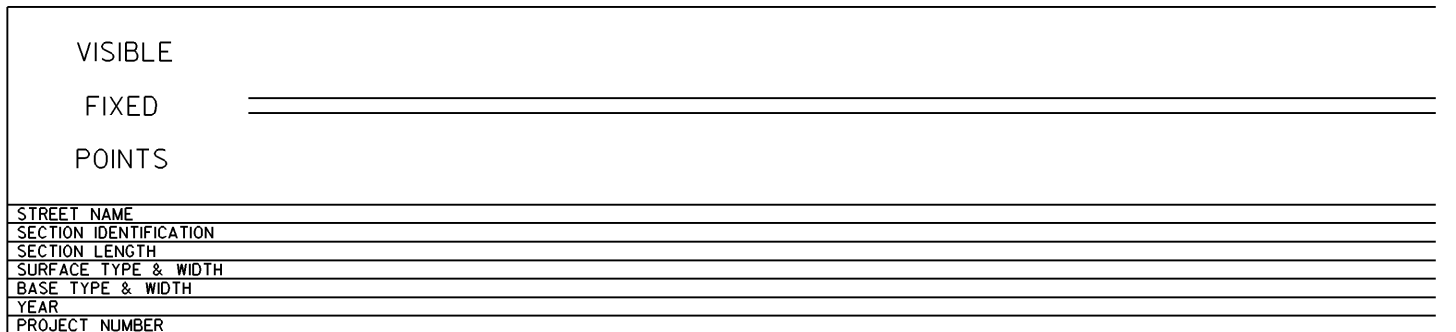 VISIBLE
FIXED
POINTS
STREET NAME
SECTION IDENTIFICATION
SECTION LENGTH
SURFACE TYPE & WIDTH
BASE TYPE & WIDTH
YEAR
PROJECT NUMBER